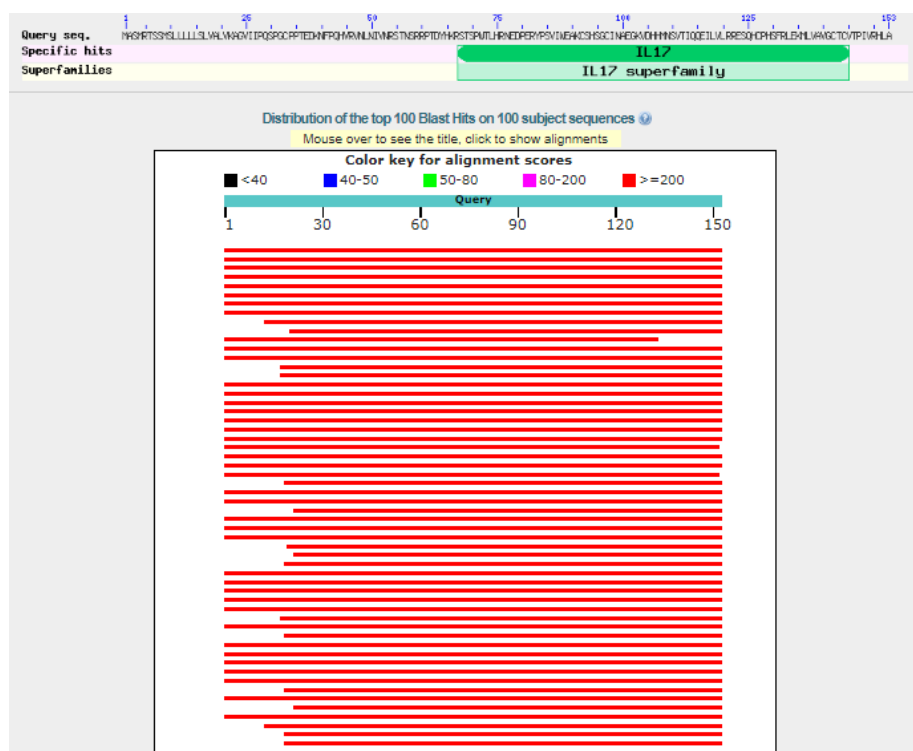 1 25 50 75 100 125 153
Query seq. MASMRTSSMSLLLLLSLVALVKAGVIIPQSPGCPPTEDKNFPQHVRVNLNIVNRSTNSRRPTDYHKRSTSPWTLHRNEDPERYPSVIWEAKCSHSGCINAEGKVDHHMNSVTIQQEILVLRRESQHCPHSFRLEKMLVAVGCTCVTPIVRHLA
Specific hits IL17
Superfamilies IL17 superfamily
Distribution of the top 100 Blast Hits on 100 subject sequences ?
Mouse over to see the title, click to show alignments
Color key for alignment scores
<40 40-50 50-80 80-200 >=200
Query
1 30 60 90 120 150